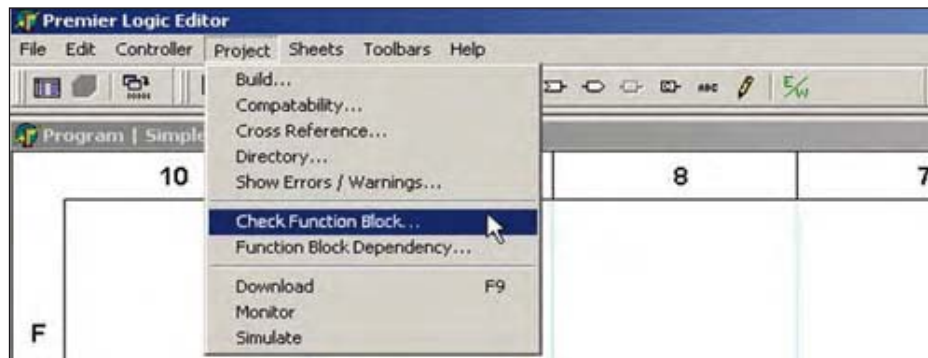 Premier Logic Editor
File Edit Controller Project Sheets Toolbars Help
ABC E/W
Program | Simple
Build...
Compatability...
Cross Reference...
Directory...
Show Errors / Warnings...
Check Function Block...
Function Block Dependency...
Download F9
Monitor
Simulate
10 8 7
F